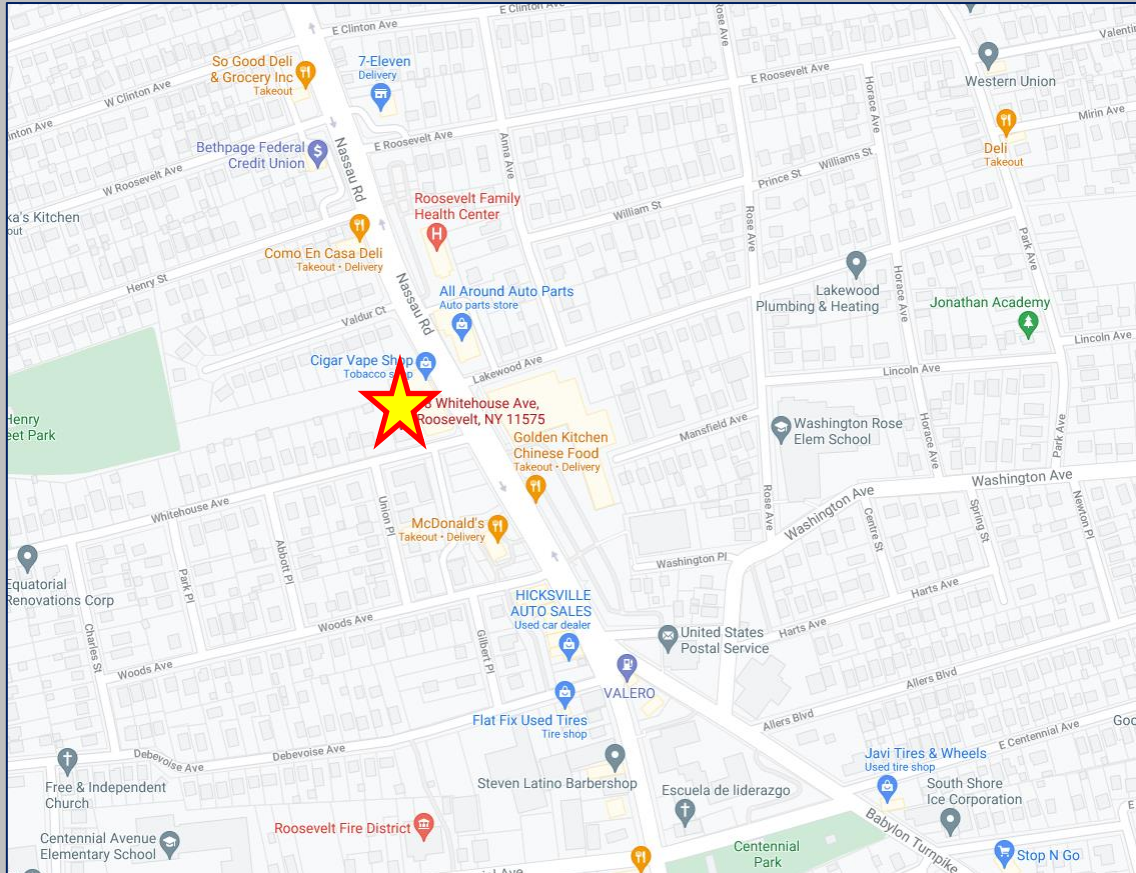 E Clinton Ave
E Clinton Ave
Rose Ave
Valenti
So Good Deli
& Grocery Inc
Takeout
7-Eleven
Delivery
Western Union
E Roosevelt Ave
W Clinton Ave
Clinton Ave
Horace Ave
Mirin Ave
Deli
Takeout
Bethpage Federal
Credit Union
Nassau Rd
E Roosevelt Ave
Anna Ave
Williams St
Prince St
W Roosevelt Ave
Roosevelt Family
Health Center
William St
Rose Ave
Park Ave
ka's Kitchen
out
Como En Casa Deli
Takeout • Delivery
Henry St
Nassau Rd
All Around Auto Parts
Auto parts store
Lakewood
Plumbing & Heating
Horace Ave
Jonathan Academy
Valdur Ct
Cigar Vape Shop
Tobacco shop
Lakewood Ave
Lincoln Ave
Lincoln Ave
Henry
eet Park
8 Whitehouse Ave,
Roosevelt, NY 11575
Golden Kitchen
Chinese Food
Takeout • Delivery
Mansfield Ave
Washington Rose
Elem School
Horace Ave
Park Ave
Washington Ave
Whitehouse Ave
Union Pl
McDonald's
Takeout • Delivery
Rose Ave
Washington Ave
Centre St
Spring St
Newton Pl
Abbott Pl
Park Pl
Equatorial
Renovations Corp
Washington Pl
Harts Ave
Harts Ave
HICKSVILLE
AUTO SALES
Used car dealer
Woods Ave
Charles St
Gilbert Pl
United States
Postal Service
Woods Ave
VALERO
Allers Blvd
Allers Blvd
Flat Fix Used Tires
Tire shop
Debevoise Ave
Debevoise Ave
E Centennial Ave
Goo
Free & Independent
Church
Steven Latino Barbershop
Escuela de liderazgo
Javi Tires & Wheels
Used tire shop
South Shore
Ice Corporation
Roosevelt Fire District
Babylon Turnpike
Centennial Avenue
Elementary School
Centennial
Park
Stop N Go